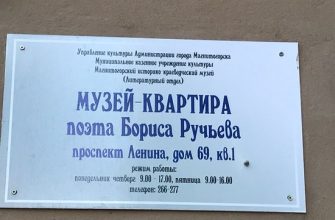 Управление культуры Администрации города Магнитогорска
Муниципальное казенное учреждение культуры
Магнитогорский историко краеведческий музей
(Литературный отдел)
МУЗЕЙ-КВАРТИРА
поэта Бориса Ручьева
проспект Ленина, дом 69, кв.1
режим работы:
понедельник четверг 9.00 - 17.00, пятница 9.00-16.00
телефон: 266-277